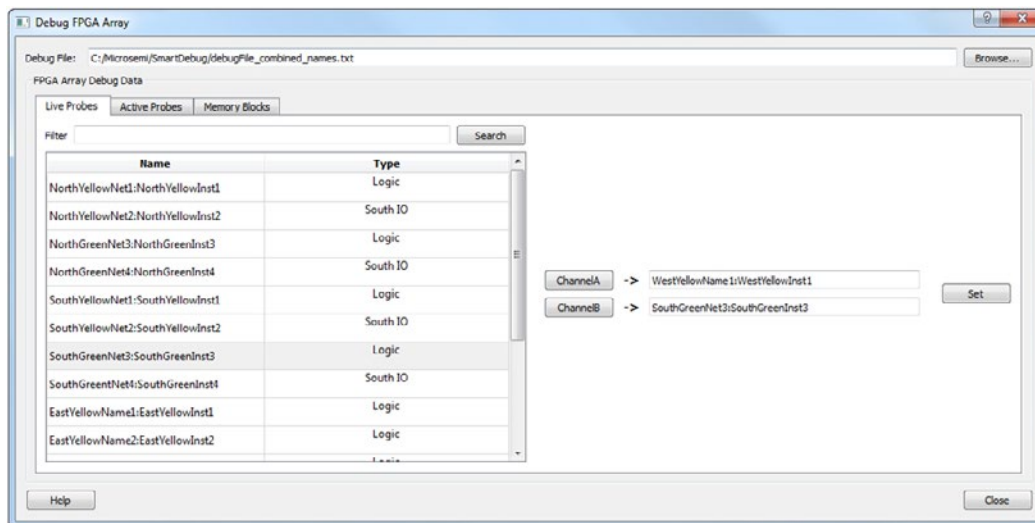 Debug FPGA Array
Debug File: C:/Microsemi/SmartDebug/debugFile_combined_names.txt Browse...
FPGA Array Debug Data
Live Probes Active Probes Memory Blocks
Filter Search
Name Type
NorthYellowNet1:NorthYellowInst1 Logic
NorthYellowNet2:NorthYellowInst2 South IO
NorthGreenNet3:NorthGreenInst3 Logic
NorthGreenNet4:NorthGreenInst4 South IO
SouthYellowNet1:SouthYellowInst1 Logic
SouthYellowNet2:SouthYellowInst2 South IO
SouthGreenNet3:SouthGreenInst3 Logic
SouthGreentNet4:SouthGreenInst4 South IO
EastYellowName1:EastYellowInst1 Logic
EastYellowName2:EastYellowInst2 Logic
ChannelA -> WestYellowName1:WestYellowInst1
ChannelB -> SouthGreenNet3:SouthGreenInst3
Set
Help Close